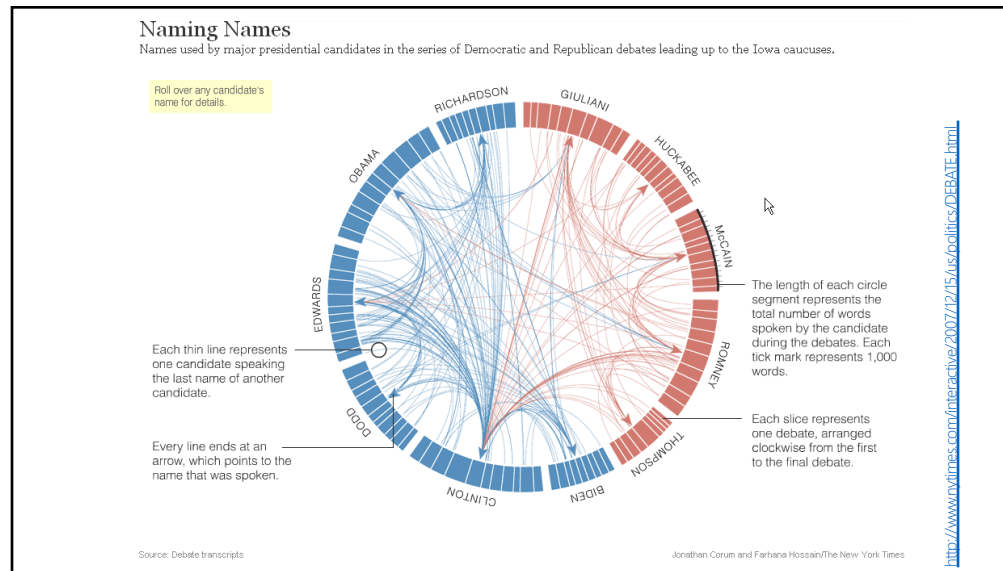 Naming Names
Names used by major presidential candidates in the series of Democratic and Republican debates leading up to the Iowa caucuses.
Roll over any candidate's
name for details.
RICHARDSON
GIULIANI
OBAMA
HUCKABEE
McCAIN
EDWARDS
The length of each circle
segment represents the
total number of words
spoken by the candidate
during the debates. Each
tick mark represents 1,000
words.
ROMNEY
Each thin line represents
one candidate speaking
the last name of another
candidate.
DODD
Every line ends at an
arrow, which points to the
name that was spoken.
Each slice represents
one debate, arranged
clockwise from the first
to the final debate.
THOMPSON
CLINTON
BIDEN
Source: Debate transcripts
Jonathan Corum and Farhana Hossain/The New York Times
http://www.nytimes.com/interactive/2007/12/15/us/politics/DEBATE.html